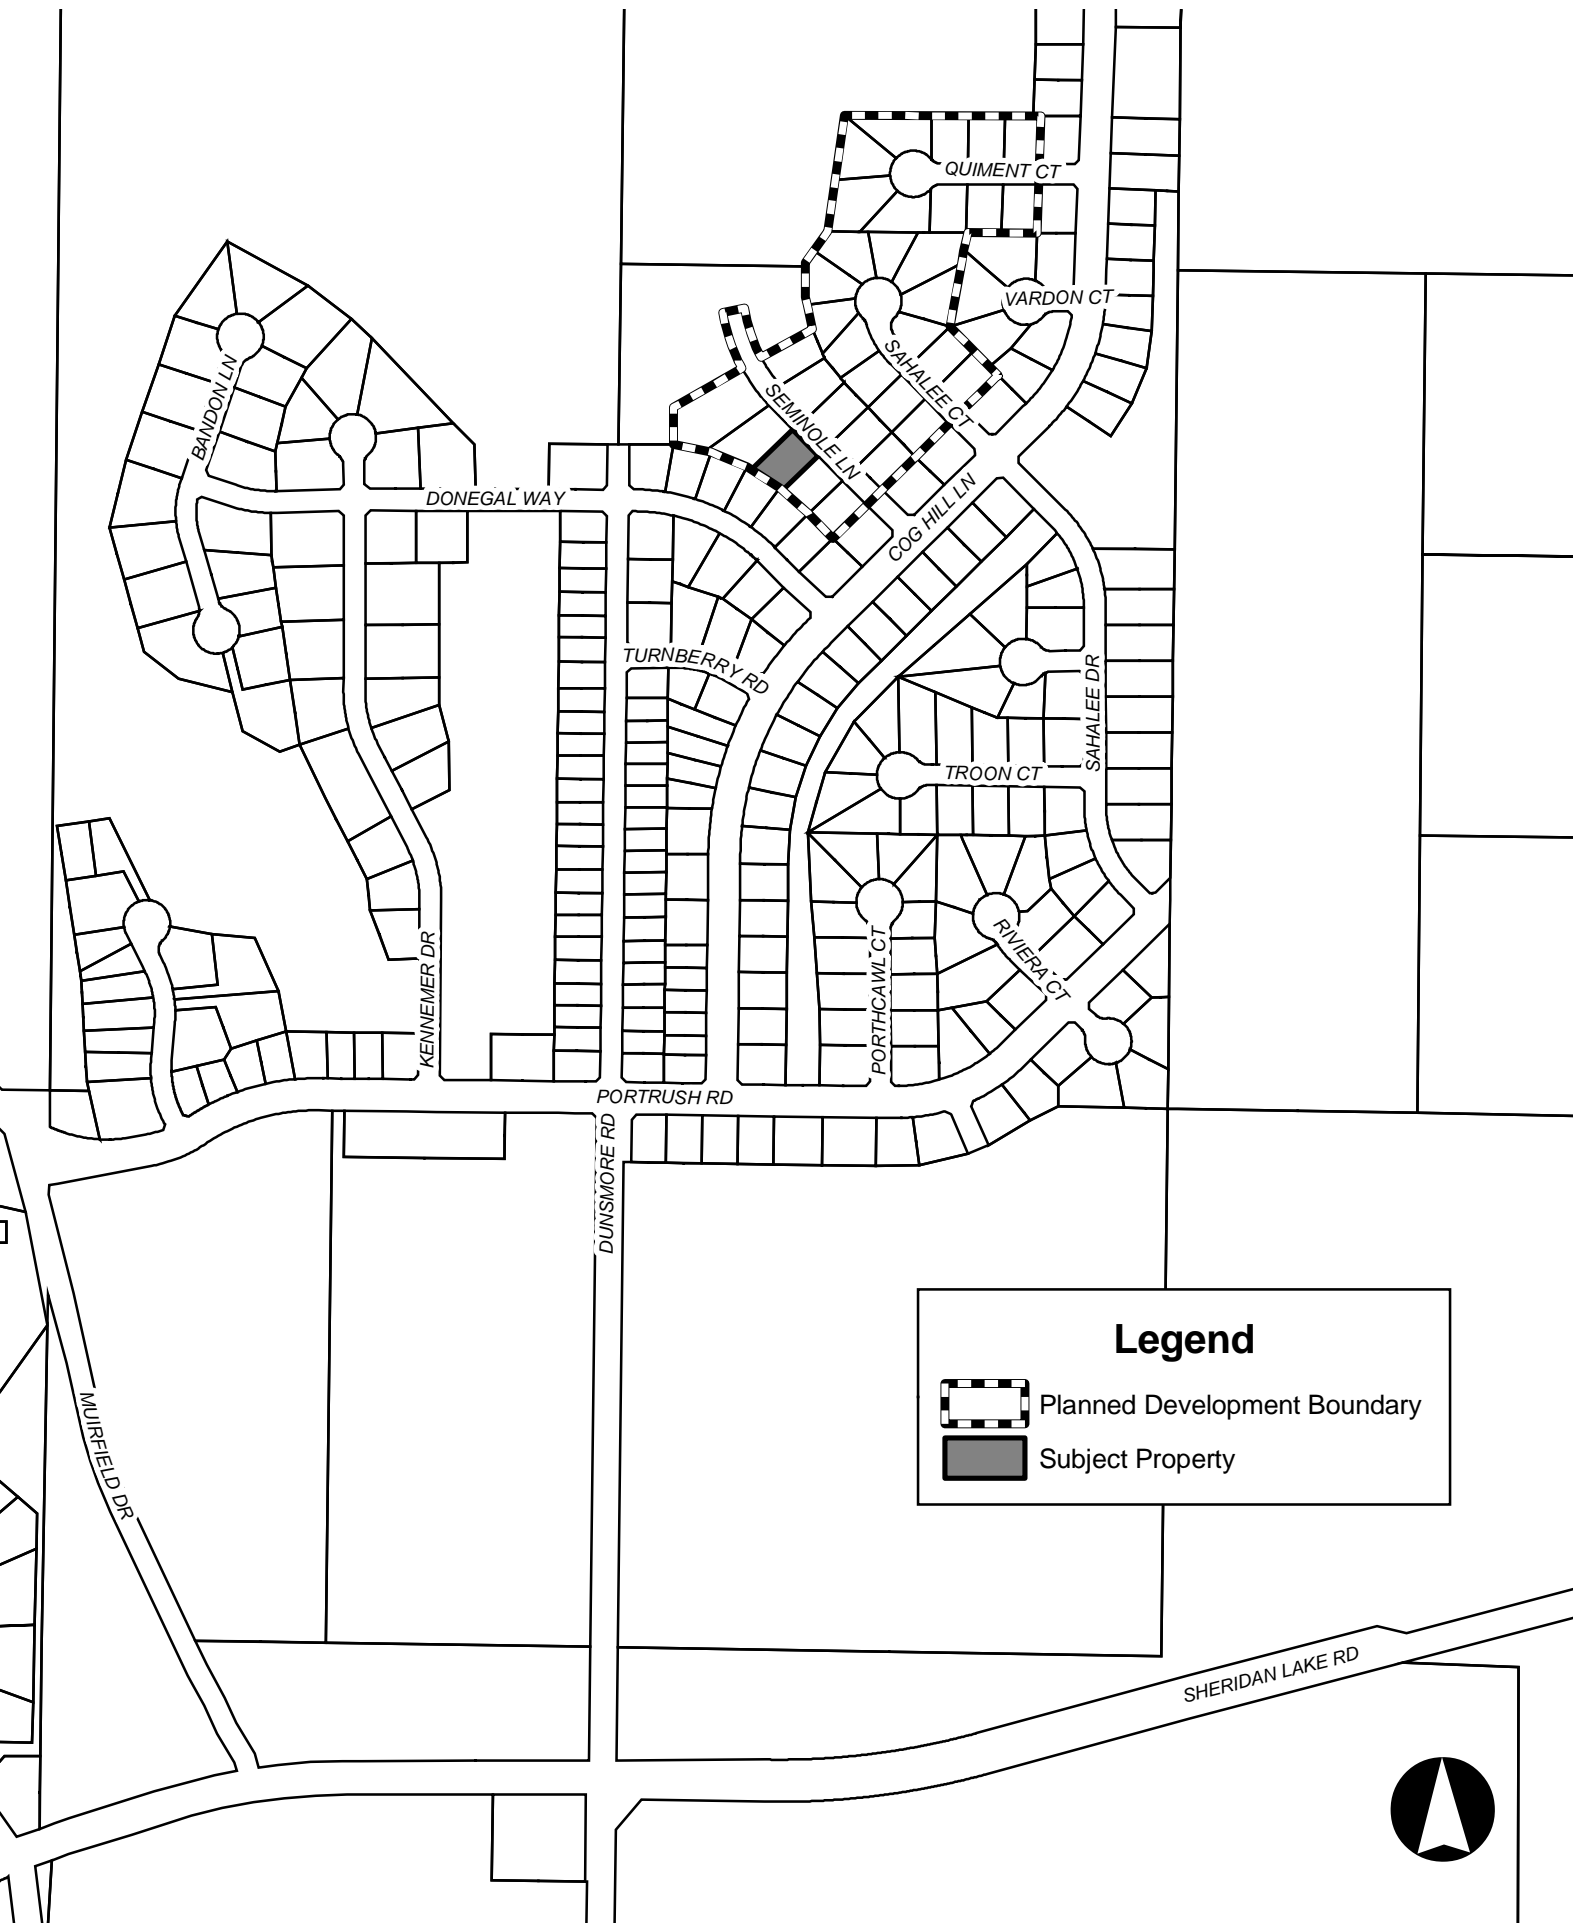 QUIMENT CT
VARDON CT
SAHALEE CT
SEMINOLE LN
BANDON LN
DONEGAL WAY
COG HILL LN
TURNBERRY RD
SAHALEE DR
TROON CT
KENNEMER DR
PORTHCAWL CT
RIVIERA CT
PORTRUSH RD
DUNSMORE RD
Legend
Planned Development Boundary
Subject Property
MUIRFIELD DR
SHERIDAN LAKE RD